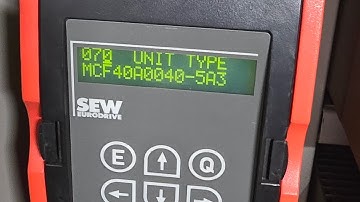 070 UNIT TYPE
MCF40A0040-5A3
SEW
EURODRIVE
E
Q